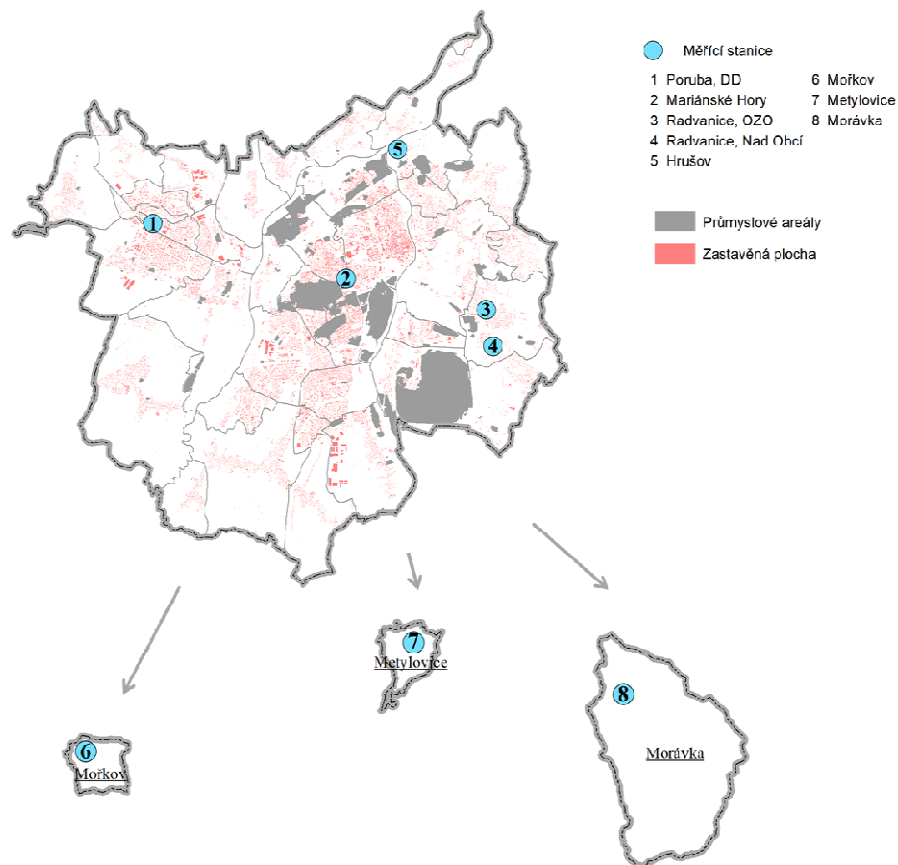 Měřící stanice
1 Poruba, DD
2 Mariánské Hory
3 Radvanice, OZO
4 Radvanice, Nad Obcí
5 Hrušov
6 Mořkov
7 Metylovice
8 Morávka
Průmyslové areály
Zastavěná plocha
5
1
2
3
4
7
Metylovice
8
Morávka
6
Mořkov